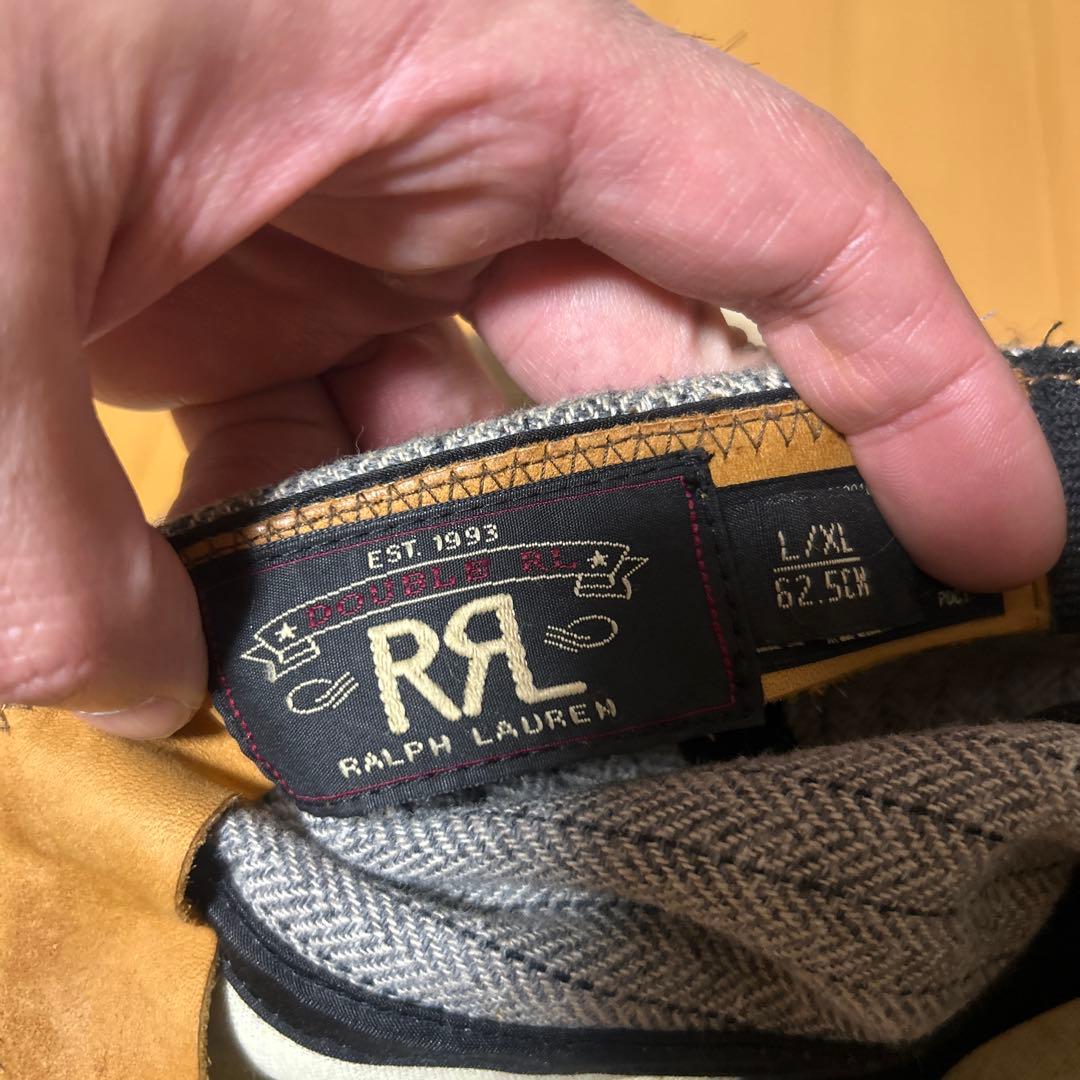 EST. 1993
DOUBLE RL
RRL
RALPH LAUREN
L/XL
62.5CM